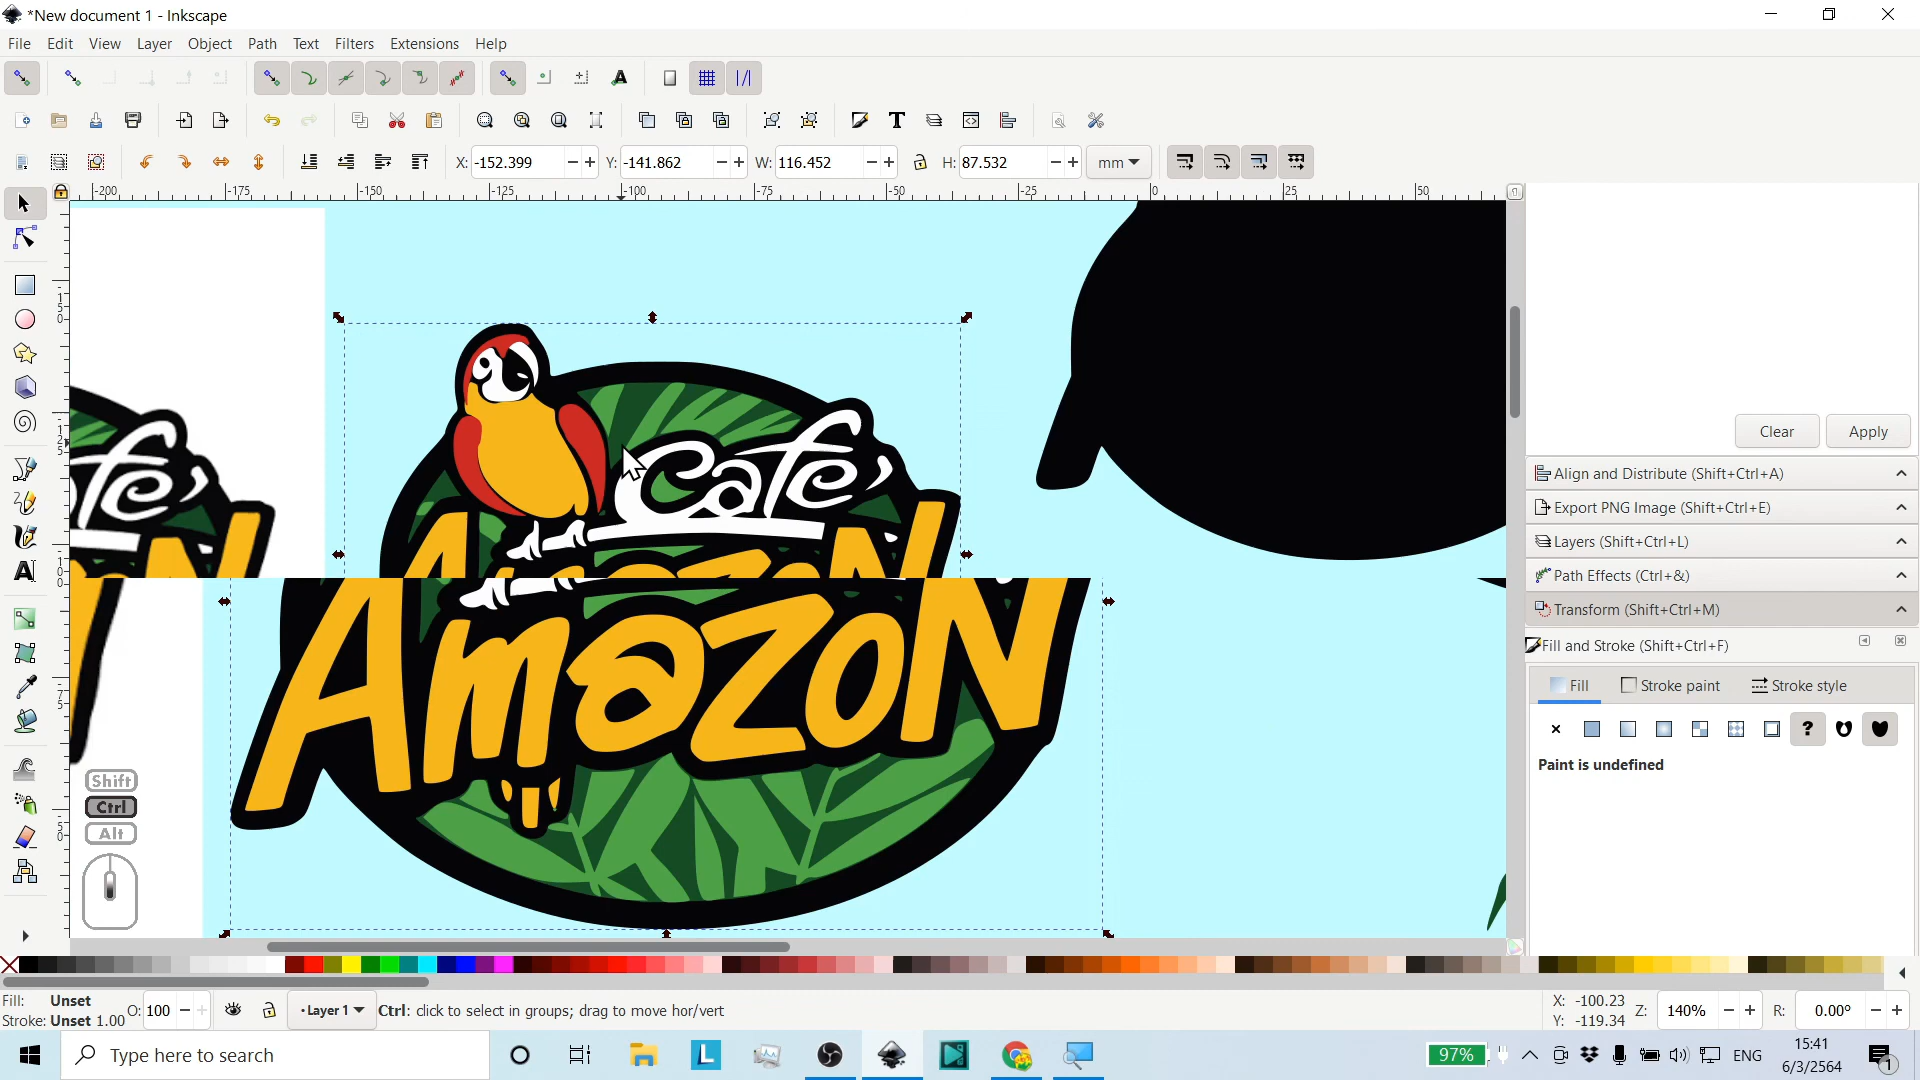 *New document 1 - Inkscape
File Edit View Layer Object Path Text Filters Extensions Help
X: -152.399 Y: -141.862 W: 116.452 H: 87.532 mm
-200 -175 -150 -125 -100 -75 -50 -25 0 25 50
Clear Apply
Align and Distribute (Shift+Ctrl+A)
Export PNG Image (Shift+Ctrl+E)
Layers (Shift+Ctrl+L)
Path Effects (Ctrl+&)
Transform (Shift+Ctrl+M)
Fill and Stroke (Shift+Ctrl+F)
Fill Stroke paint Stroke style
Paint is undefined
Cafe'
AmazoN
Shift
Ctrl
Alt
Fill: Unset
Stroke: Unset 1.00
O: 100
Layer 1
Ctrl: click to select in groups; drag to move hor/vert
X: -100.23
Y: -119.34
Z: 140% R: 0.00°
Type here to search
97%
ENG
15:41
6/3/2564
1